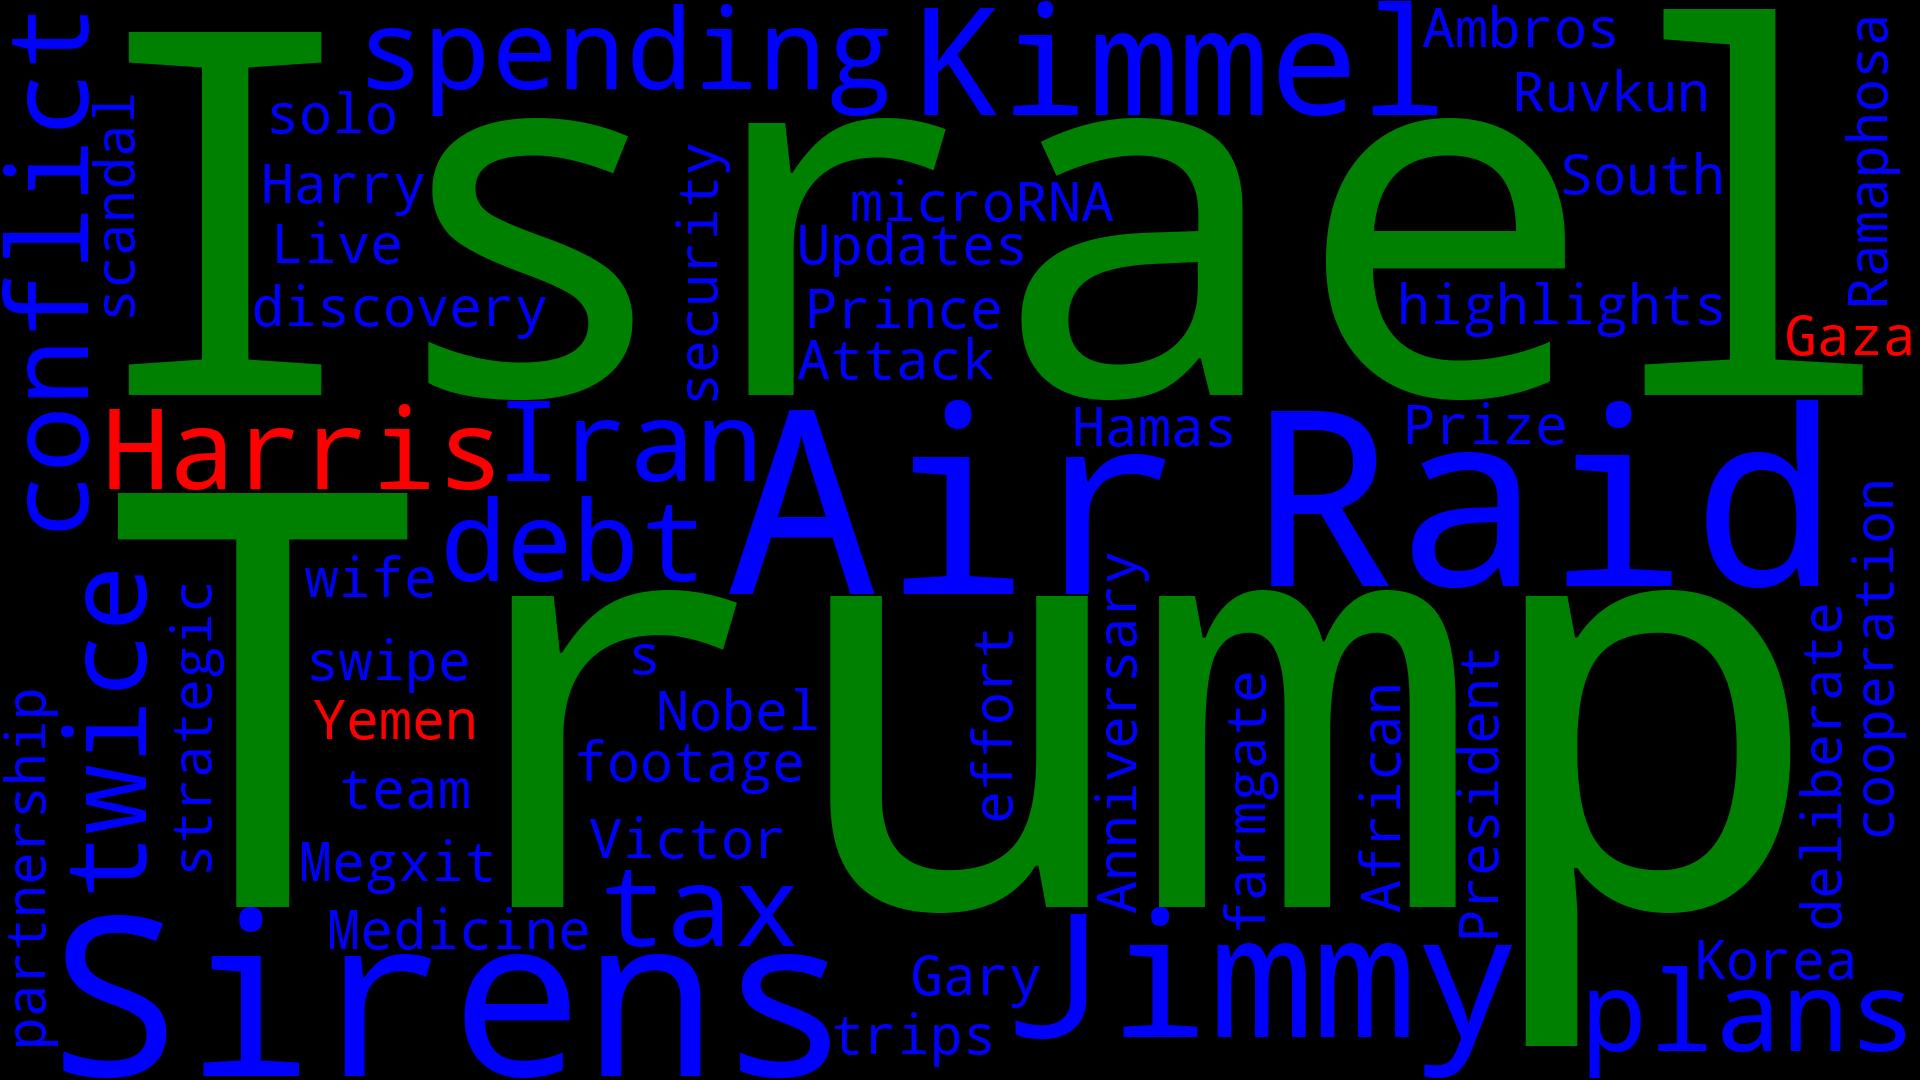 conflict
scandal
spending
Kimmel
Ambros
Ruvkun
Ramaphosa
solo
Israel
Harry
Live
discovery
security
microRNA
Updates
Prince
Attack
South
highlights
Gaza
Harris
Iran
Air
Raid
Hamas
Prize
debt
Trump
wife
twice
strategic
swipe
Yemen
team
Megxit
s
Nobel
footage
Victor
effort
Anniversary
farmgate
African
President
deliberate
cooperation
partnership
Medicine
tax
Sirens
Gary
trips
Jimmy
Korea
plans